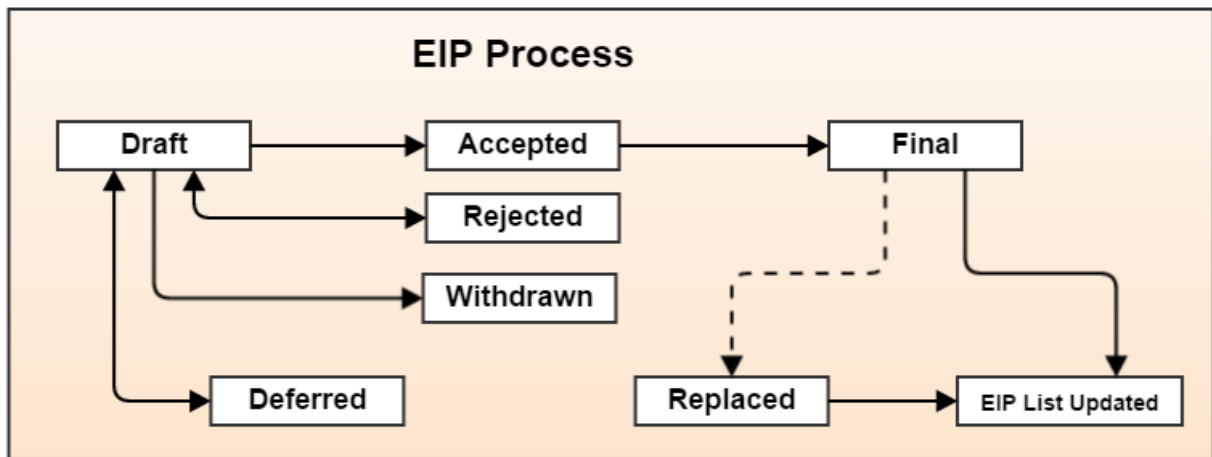 EIP Process
Draft
Accepted
Final
Rejected
Withdrawn
Deferred
Replaced
EIP List Updated